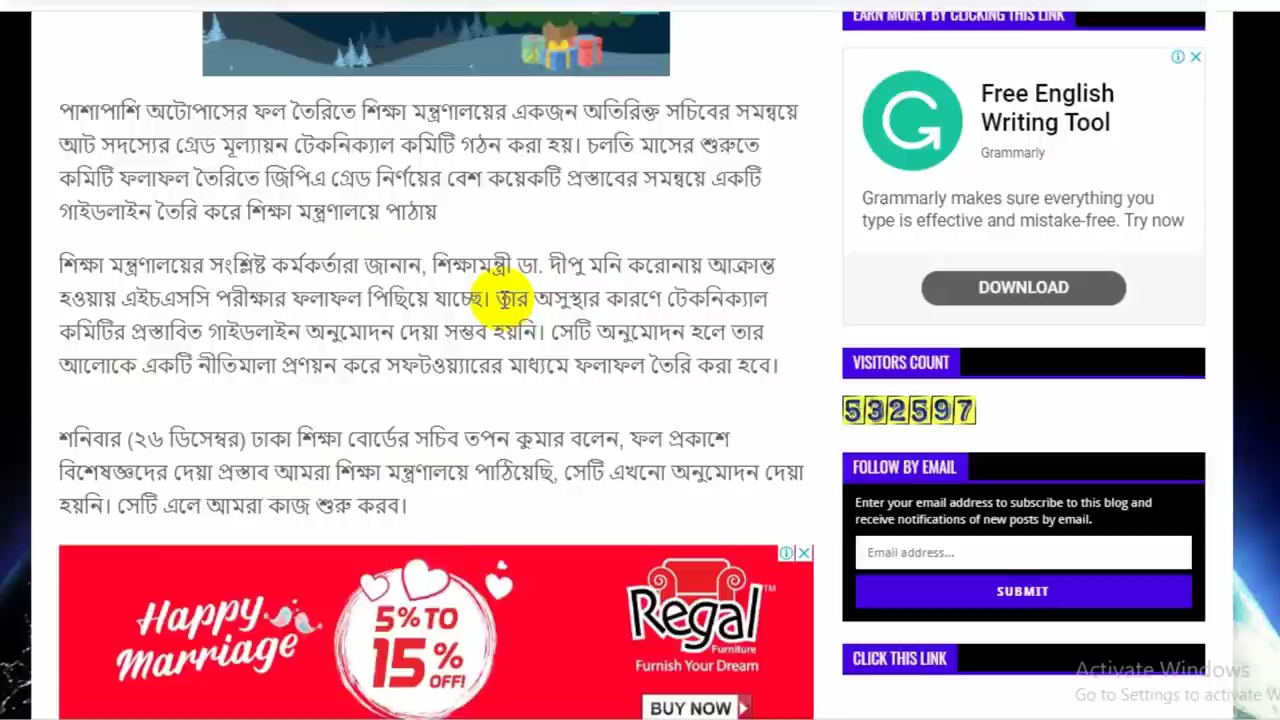 EARN MONEY BY CLICKING THIS LINK
পাশাপাশি অটোপাসের ফল তৈরিতে শিক্ষা মন্ত্রণালয়ের একজন অতিরিক্ত সচিবের সমন্বয়ে
আট সদস্যের গ্রেড মূল্যায়ন টেকনিক্যাল কমিটি গঠন করা হয়। চলতি মাসের শুরুতে
কমিটি ফলাফল তৈরিতে জিপিএ গ্রেড নির্ণয়ের বেশ কয়েকটি প্রস্তাবের সমন্বয়ে একটি
গাইডলাইন তৈরি করে শিক্ষা মন্ত্রণালয়ে পাঠায়
শিক্ষা মন্ত্রণালয়ের সংশ্লিষ্ট কর্মকর্তারা জানান, শিক্ষামন্ত্রী ডা. দীপু মনি করোনায় আক্রান্ত
হওয়ায় এইচএসসি পরীক্ষার ফলাফল পিছিয়ে যাচ্ছে। তার অসুস্থার কারণে টেকনিক্যাল
কমিটির প্রস্তাবিত গাইডলাইন অনুমোদন দেয়া সম্ভব হয়নি। সেটি অনুমোদন হলে তার
আলোকে একটি নীতিমালা প্রণয়ন করে সফটওয়্যারের মাধ্যমে ফলাফল তৈরি করা হবে।
শনিবার (২৬ ডিসেম্বর) ঢাকা শিক্ষা বোর্ডের সচিব তপন কুমার বলেন, ফল প্রকাশে
বিশেষজ্ঞদের দেয়া প্রস্তাব আমরা শিক্ষা মন্ত্রণালয়ে পাঠিয়েছি, সেটি এখনো অনুমোদন দেয়া
হয়নি। সেটি এলে আমরা কাজ শুরু করব।
Happy
Marriage
5% TO
15%
OFF!
Regal™
Furniture
Furnish Your Dream
BUY NOW
Free English
Writing Tool
Grammarly
Grammarly makes sure everything you
type is effective and mistake-free. Try now
DOWNLOAD
VISITORS COUNT
532597
FOLLOW BY EMAIL
Enter your email address to subscribe to this blog and
receive notifications of new posts by email.
Email address...
SUBMIT
CLICK THIS LINK
Activate Windows
Go to Settings to activate W